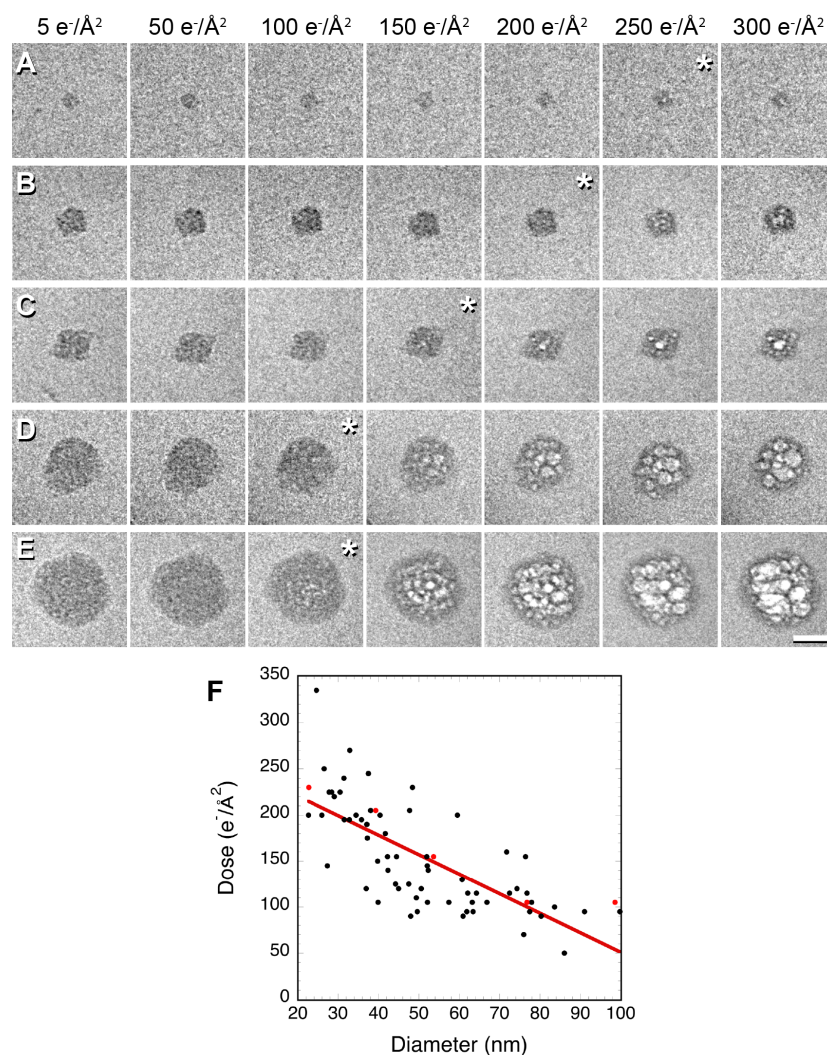 5 e⁻/Å² 50 e⁻/Å² 100 e⁻/Å² 150 e⁻/Å² 200 e⁻/Å² 250 e⁻/Å² 300 e⁻/Å²
A *
B *
C *
D *
E *
F
350
300
250
200
150
100
50
0
Dose (e⁻/Å²)
20 30 40 50 60 70 80 90 100
Diameter (nm)